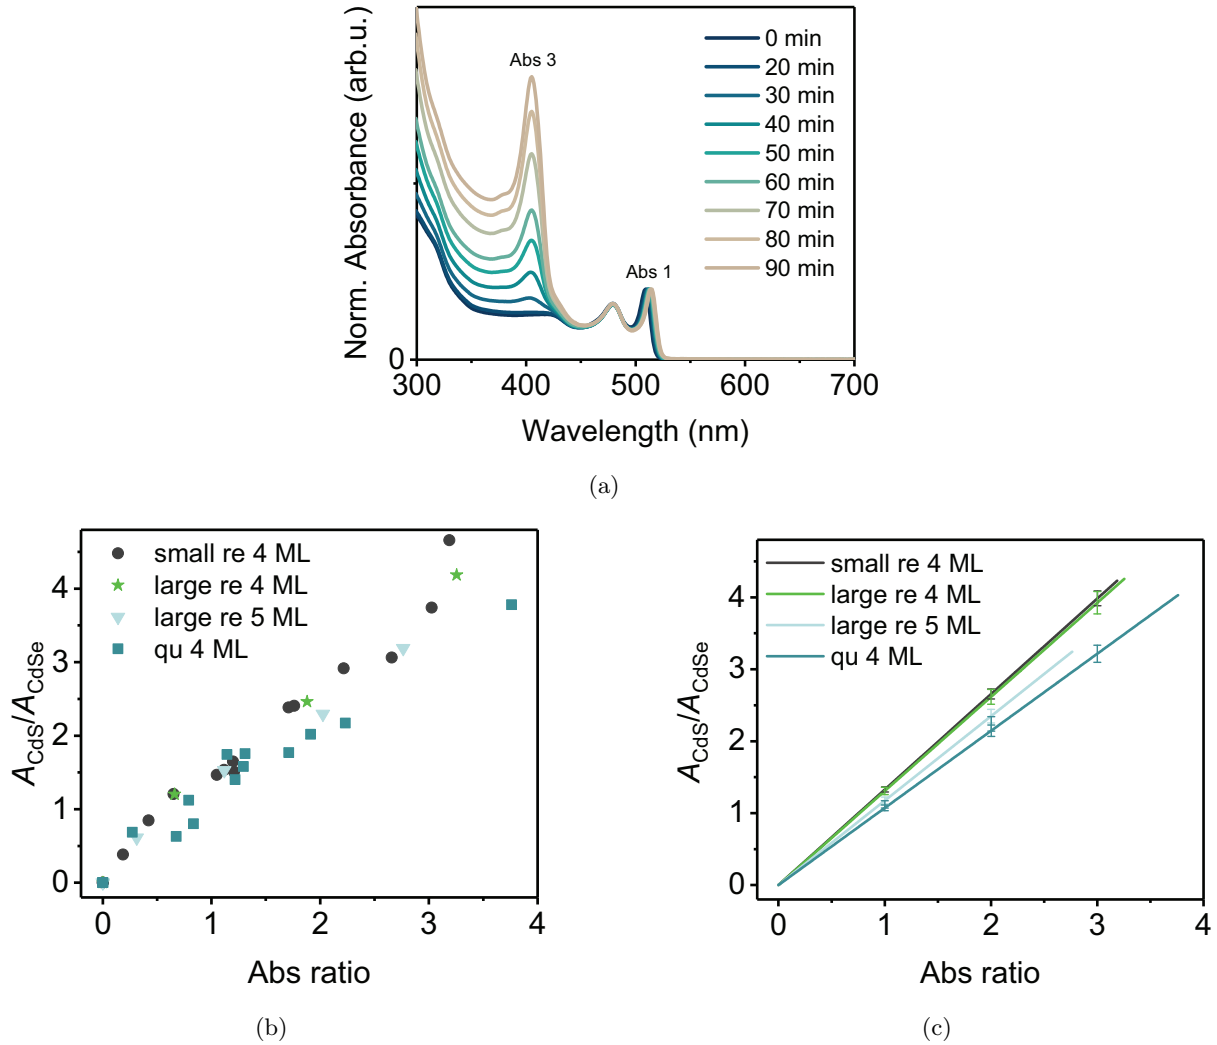 Norm. Absorbance (arb.u.)
Abs 3
Abs 1
0 min
20 min
30 min
40 min
50 min
60 min
70 min
80 min
90 min
0
300 400 500 600 700
Wavelength (nm)
(a)
small re 4 ML
large re 4 ML
large re 5 ML
qu 4 ML
A_CdS/A_CdSe
4
3
2
1
0
0 1 2 3 4
Abs ratio
(b)
small re 4 ML
large re 4 ML
large re 5 ML
qu 4 ML
A_CdS/A_CdSe
4
3
2
1
0
0 1 2 3 4
Abs ratio
(c)